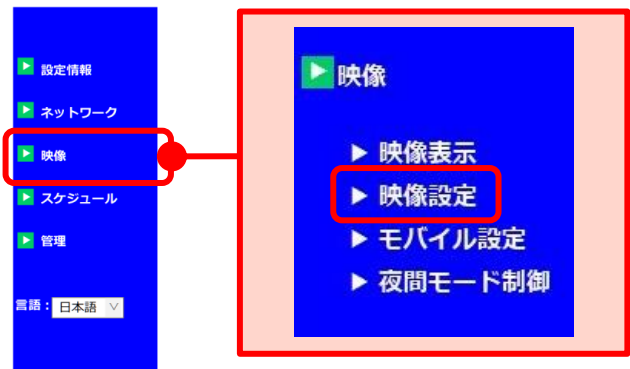 設定情報
ネットワーク
映像
スケジュール
管理
言語：日本語
映像
映像表示
映像設定
モバイル設定
夜間モード制御